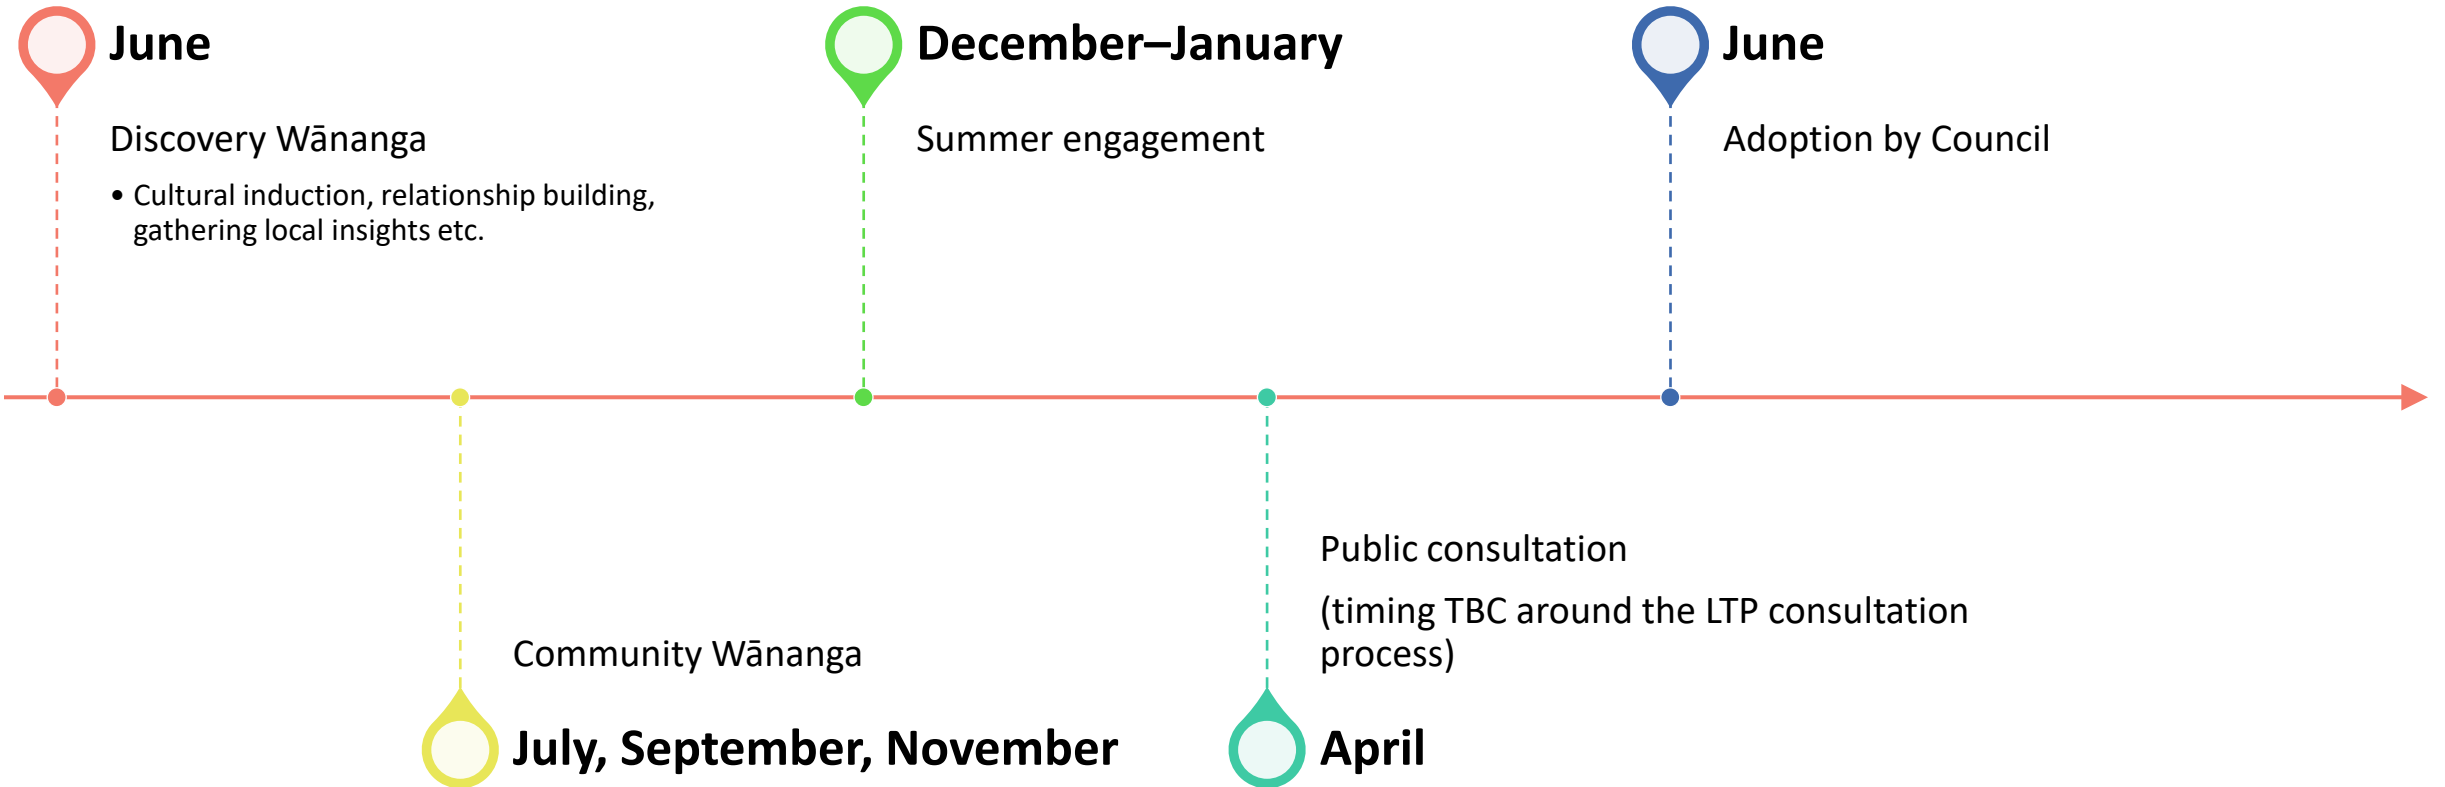 June
Discovery Wānanga
• Cultural induction, relationship building,
gathering local insights etc.
July, September, November
Community Wānanga
December–January
Summer engagement
April
Public consultation
(timing TBC around the LTP consultation
process)
June
Adoption by Council